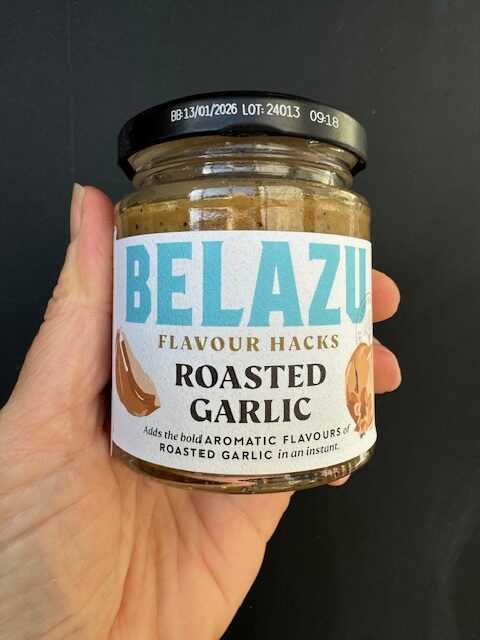 BB:13/01/2026 LOT: 24013 09:18
BELAZU
FLAVOUR HACKS
ROASTED
GARLIC
Adds the bold AROMATIC FLAVOURS of
ROASTED GARLIC in an instant.